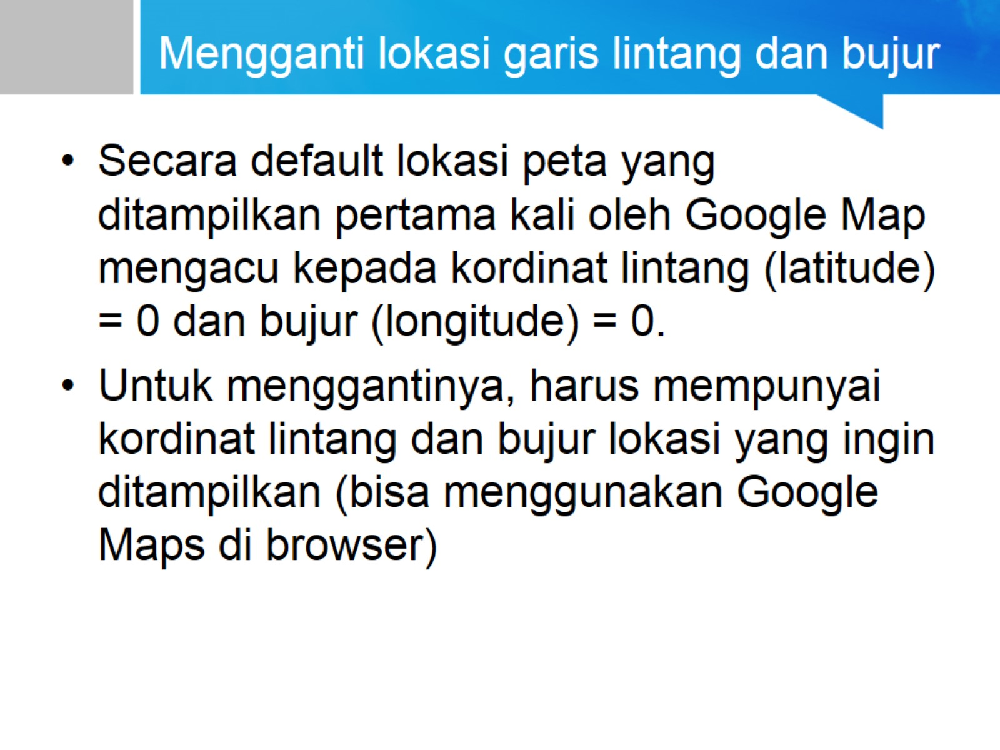 Mengganti lokasi garis lintang dan bujur
• Secara default lokasi peta yang
ditampilkan pertama kali oleh Google Map
mengacu kepada kordinat lintang (latitude)
= 0 dan bujur (longitude) = 0.
• Untuk menggantinya, harus mempunyai
kordinat lintang dan bujur lokasi yang ingin
ditampilkan (bisa menggunakan Google
Maps di browser)